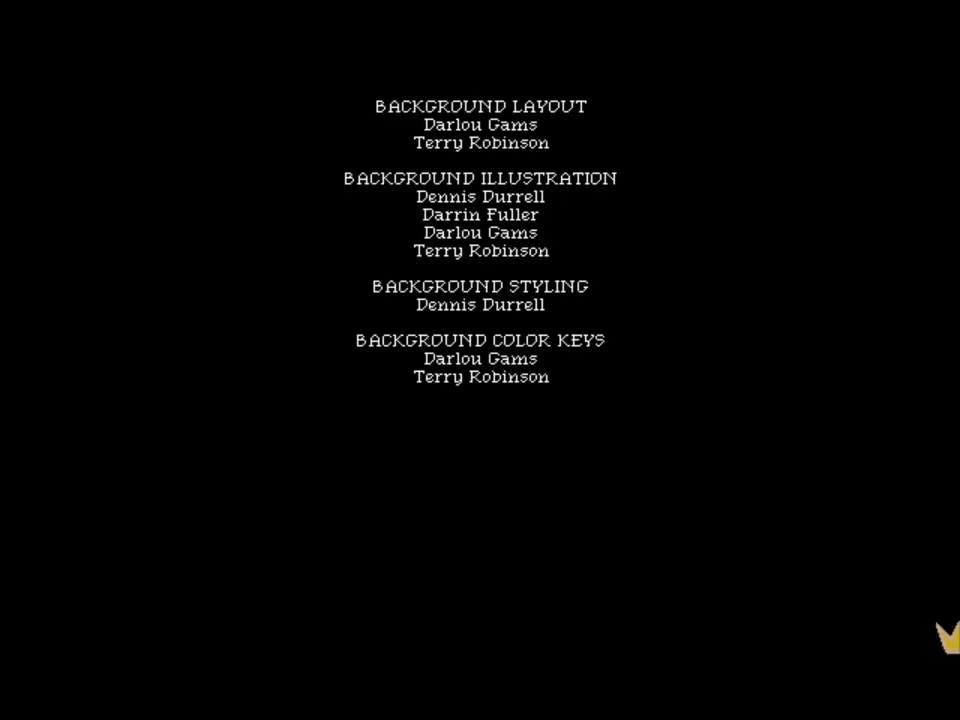 BACKGROUND LAYOUT
Darlou Gams
Terry Robinson
BACKGROUND ILLUSTRATION
Dennis Durrell
Darrin Fuller
Darlou Gams
Terry Robinson
BACKGROUND STYLING
Dennis Durrell
BACKGROUND COLOR KEYS
Darlou Gams
Terry Robinson